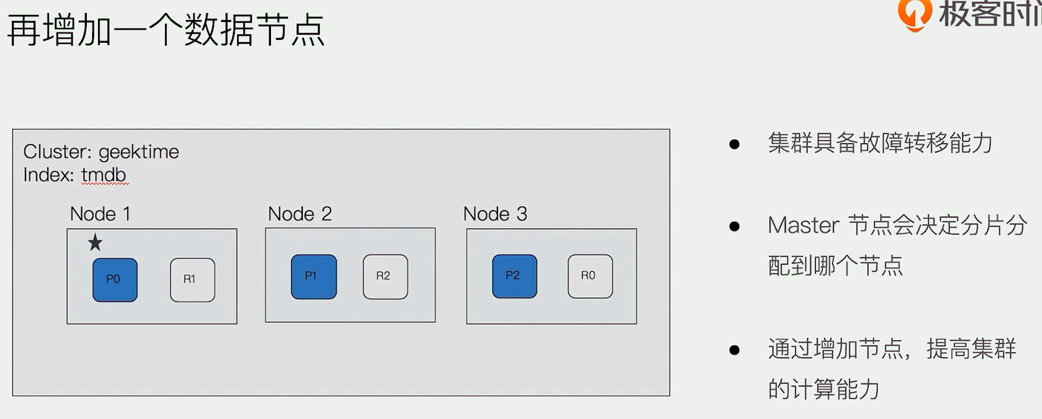 再增加一个数据节点
极客时间
Cluster: geektime
Index: tmdb
Node 1
Node 2
Node 3
★
P0
R1
P1
R2
P2
R0
● 集群具备故障转移能力
● Master 节点会决定分片分
配到哪个节点
● 通过增加节点，提高集群
的计算能力